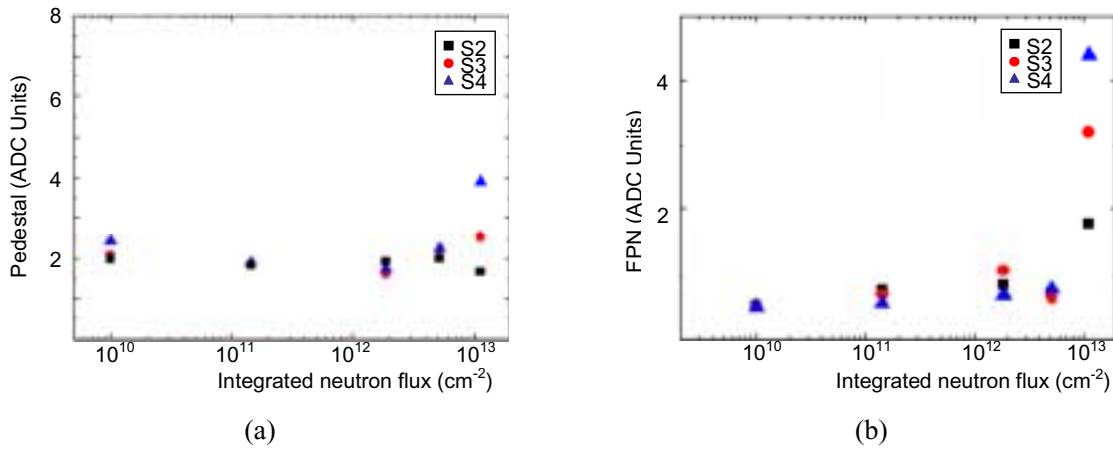 8
6
4
2
Pedestal (ADC Units)
S2
S3
S4
10^10
10^11
10^12
10^13
Integrated neutron flux (cm^-2)
(a)
4
2
FPN (ADC Units)
S2
S3
S4
10^10
10^11
10^12
10^13
Integrated neutron flux (cm^-2)
(b)